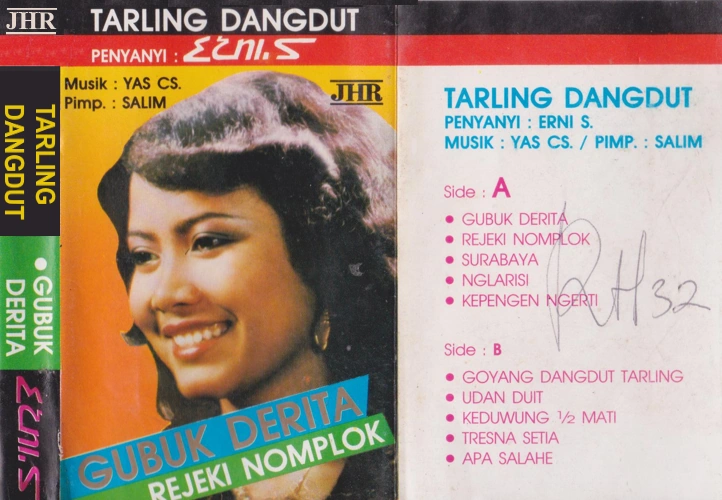 JHR
TARLING DANGDUT
PENYANYI : ERNI.S
Musik : YAS CS.
Pimp. : SALIM
JHR
TARLING
DANGDUT
• GUBUK
DERITA
ERNI.S
GUBUK DERITA
REJEKI NOMPLOK
TARLING DANGDUT
PENYANYI : ERNI S.
MUSIK : YAS CS. / PIMP. : SALIM
Side : A
• GUBUK DERITA
• REJEKI NOMPLOK
• SURABAYA
• NGLARISI
• KEPENGEN NGERTI
RH 32
Side : B
• GOYANG DANGDUT TARLING
• UDAN DUIT
• KEDUWUNG ½ MATI
• TRESNA SETIA
• APA SALAHE